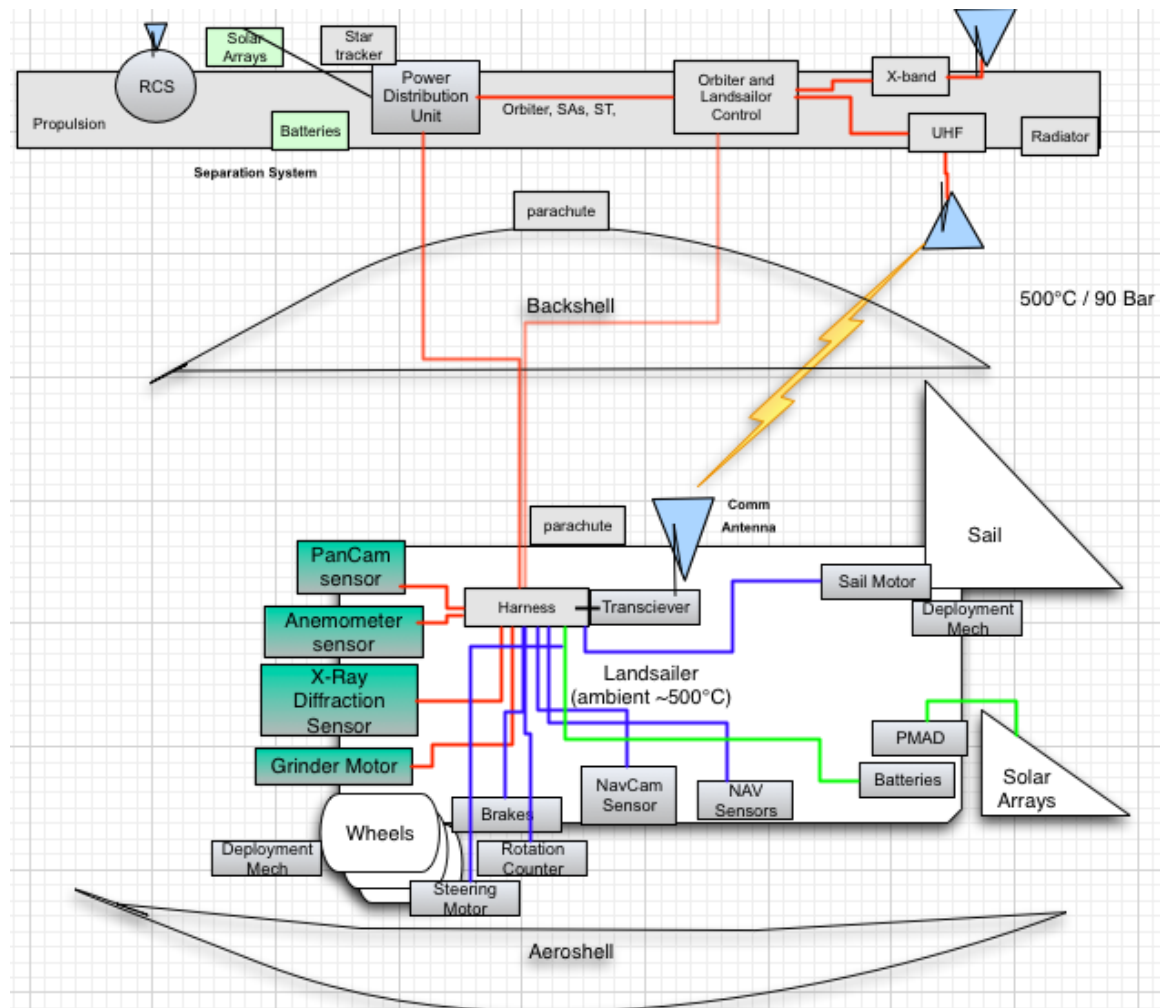 Solar
Arrays
Star
tracker
RCS
Power
Distribution
Unit
Orbiter and
Landsailor
Control
X-band
Propulsion
Batteries
Orbiter, SAs, ST,
UHF
Radiator
Separation System
parachute
Backshell
500°C / 90 Bar
Comm
Antenna
parachute
Sail
PanCam
sensor
Harness
Transciever
Sail Motor
Anemometer
sensor
Deployment
Mech
X-Ray
Diffraction
Sensor
Landsailer
(ambient ~500°C)
PMAD
Grinder Motor
Batteries
Solar
Arrays
NavCam
Sensor
NAV
Sensors
Wheels
Brakes
Deployment
Mech
Rotation
Counter
Steering
Motor
Aeroshell